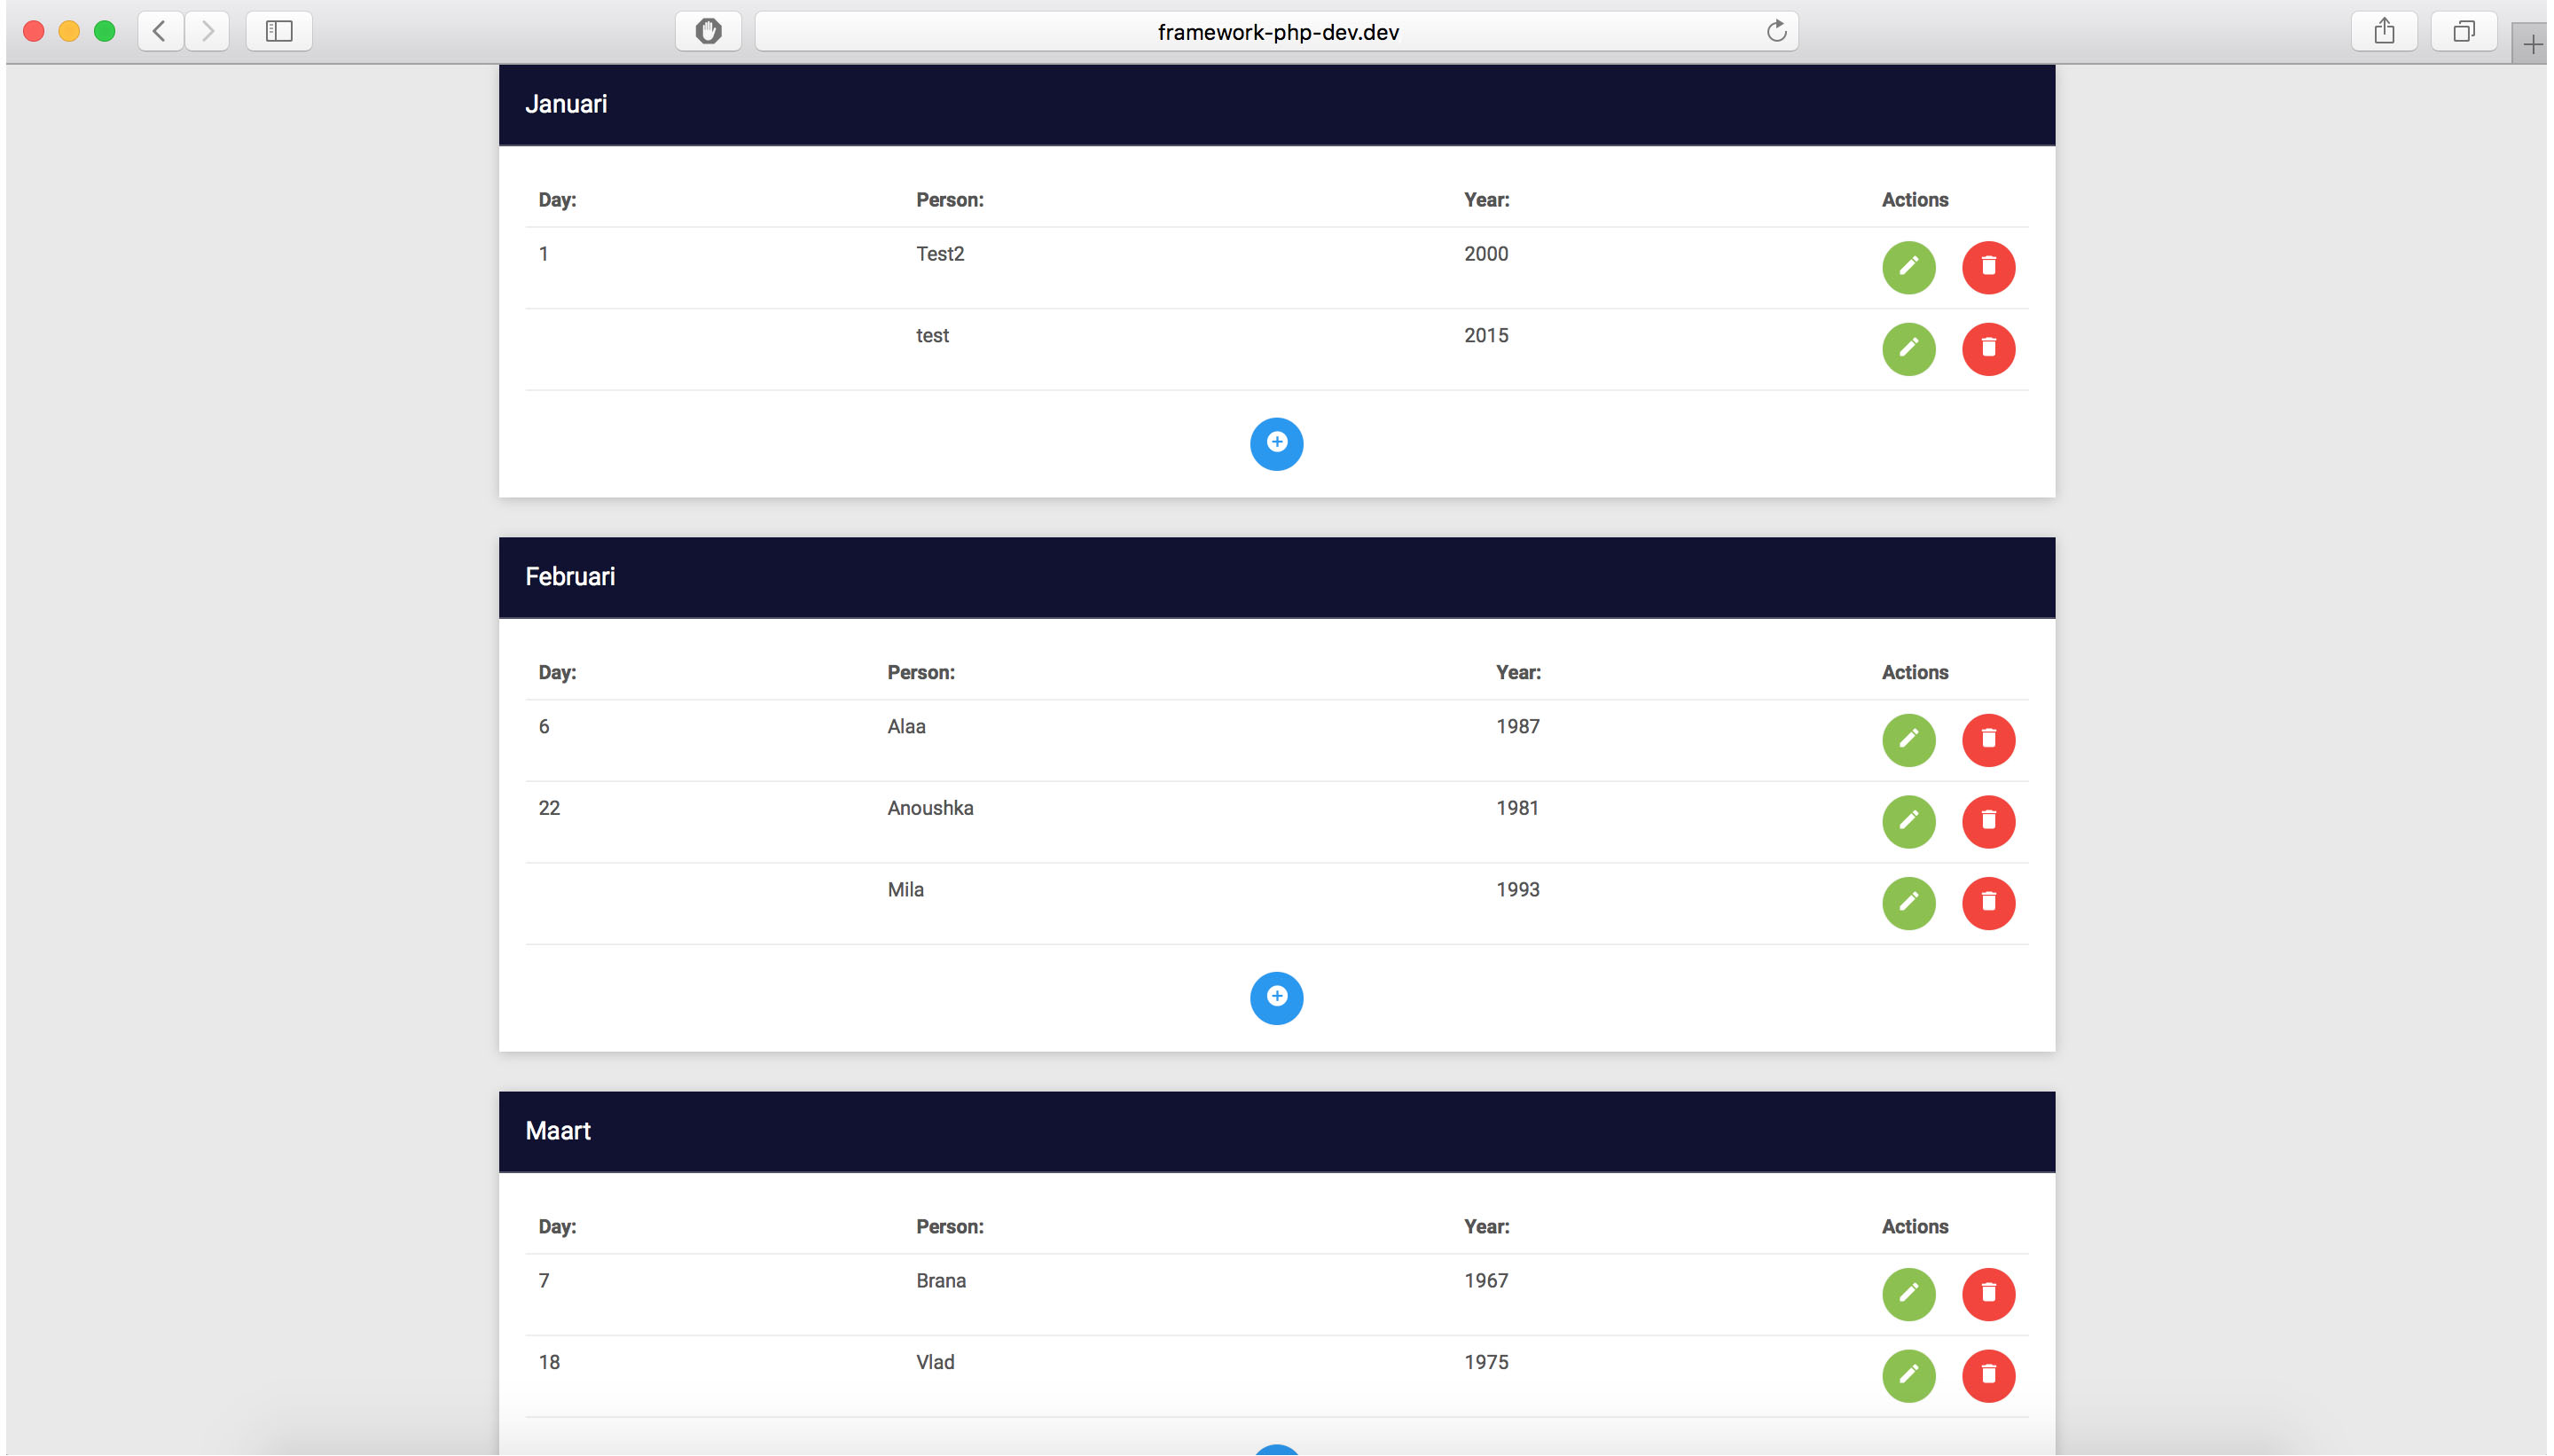 framework-php-dev.dev
Januari
Day: Person: Year: Actions
1 Test2 2000
test 2015
Februari
Day: Person: Year: Actions
6 Alaa 1987
22 Anoushka 1981
Mila 1993
Maart
Day: Person: Year: Actions
7 Brana 1967
18 Vlad 1975